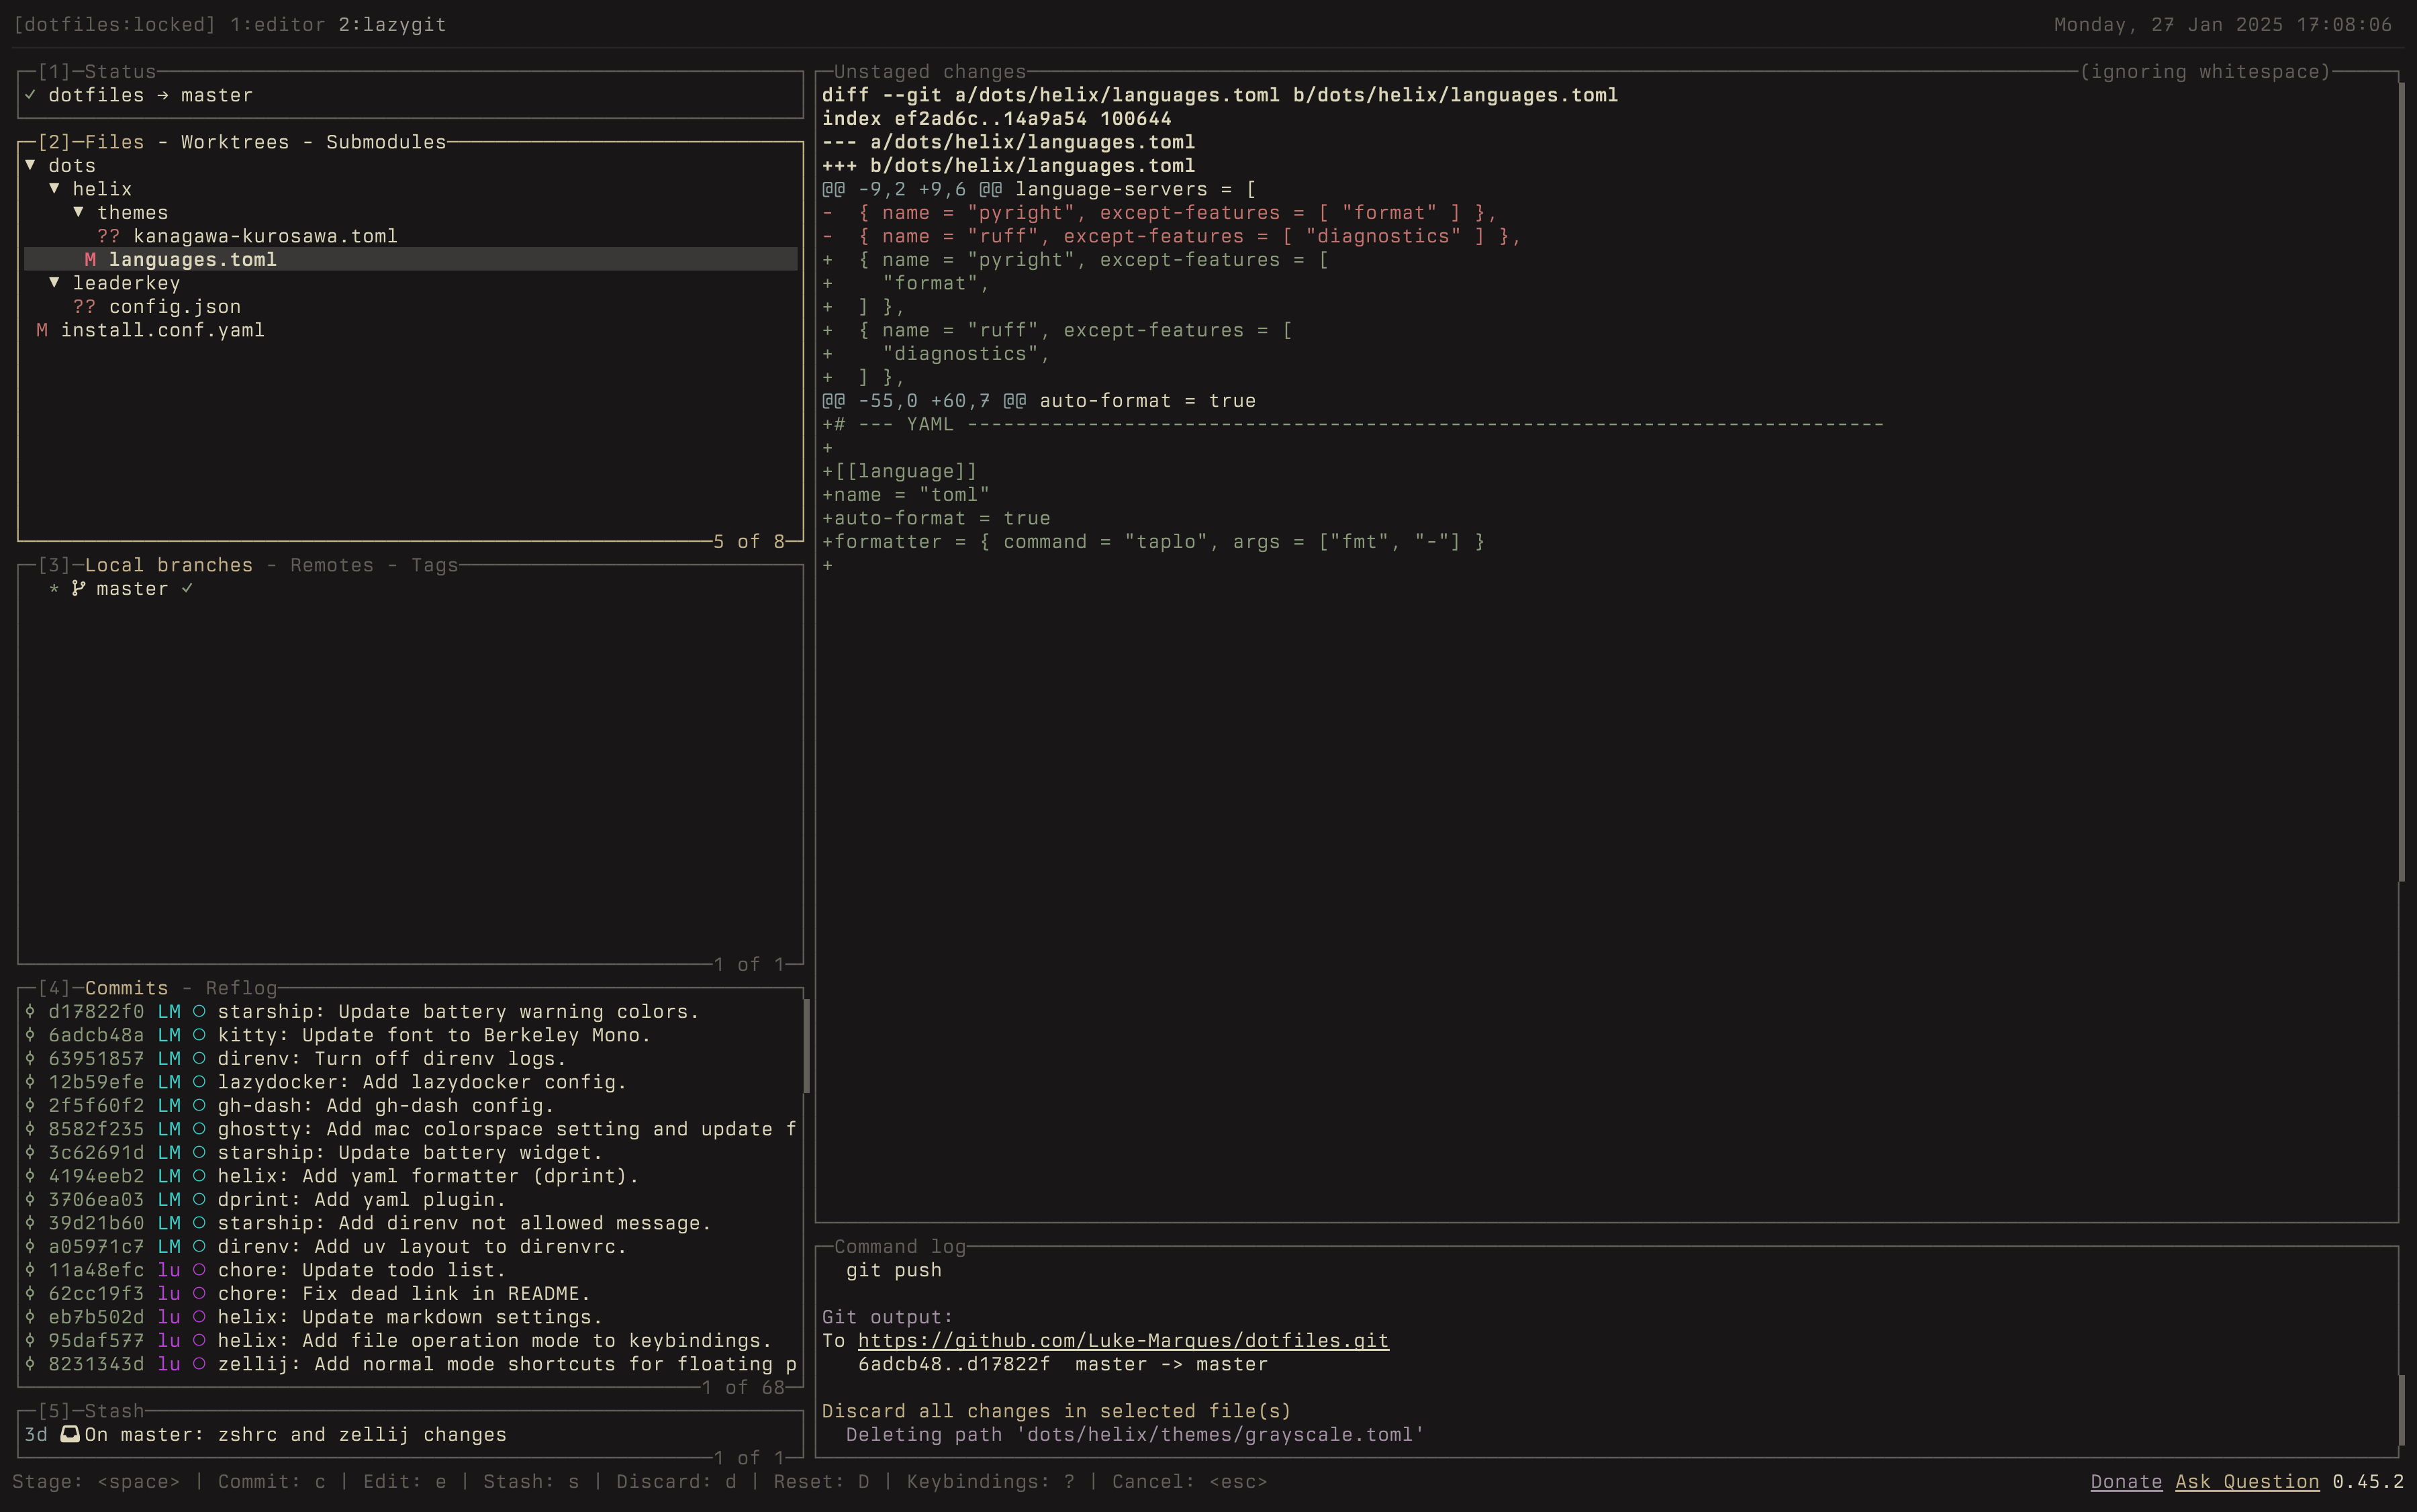 [dotfiles:locked] 1:editor 2:lazygit
Monday, 27 Jan 2025 17:08:06
[1]─Status
✓ dotfiles → master
[2]─Files - Worktrees - Submodules
▼ dots
▼ helix
▼ themes
?? kanagawa-kurosawa.toml
M languages.toml
▼ leaderkey
?? config.json
M install.conf.yaml
5 of 8
[3]─Local branches - Remotes - Tags
* master ✓
1 of 1
[4]─Commits - Reflog
d17822f0 LM ○ starship: Update battery warning colors.
6adcb48a LM ○ kitty: Update font to Berkeley Mono.
63951857 LM ○ direnv: Turn off direnv logs.
12b59efe LM ○ lazydocker: Add lazydocker config.
2f5f60f2 LM ○ gh-dash: Add gh-dash config.
8582f235 LM ○ ghostty: Add mac colorspace setting and update f
3c62691d LM ○ starship: Update battery widget.
4194eeb2 LM ○ helix: Add yaml formatter (dprint).
3706ea03 LM ○ dprint: Add yaml plugin.
39d21b60 LM ○ starship: Add direnv not allowed message.
a05971c7 LM ○ direnv: Add uv layout to direnvrc.
11a48efc lu ○ chore: Update todo list.
62cc19f3 lu ○ chore: Fix dead link in README.
eb7b502d lu ○ helix: Update markdown settings.
95daf577 lu ○ helix: Add file operation mode to keybindings.
8231343d lu ○ zellij: Add normal mode shortcuts for floating p
1 of 68
[5]─Stash
3d On master: zshrc and zellij changes
1 of 1
Unstaged changes
(ignoring whitespace)
diff --git a/dots/helix/languages.toml b/dots/helix/languages.toml
index ef2ad6c..14a9a54 100644
--- a/dots/helix/languages.toml
+++ b/dots/helix/languages.toml
@@ -9,2 +9,6 @@ language-servers = [
-  { name = "pyright", except-features = [ "format" ] },
-  { name = "ruff", except-features = [ "diagnostics" ] },
+  { name = "pyright", except-features = [
+    "format",
+  ] },
+  { name = "ruff", except-features = [
+    "diagnostics",
+  ] },
@@ -55,0 +60,7 @@ auto-format = true
+# --- YAML ----------------------------------------------------------------------------
+
+[[language]]
+name = "toml"
+auto-format = true
+formatter = { command = "taplo", args = ["fmt", "-"] }
+
Command log
git push
Git output:
To https://github.com/Luke-Marques/dotfiles.git
6adcb48..d17822f  master -> master
Discard all changes in selected file(s)
Deleting path 'dots/helix/themes/grayscale.toml'
Stage: <space> | Commit: c | Edit: e | Stash: s | Discard: d | Reset: D | Keybindings: ? | Cancel: <esc>
Donate Ask Question 0.45.2